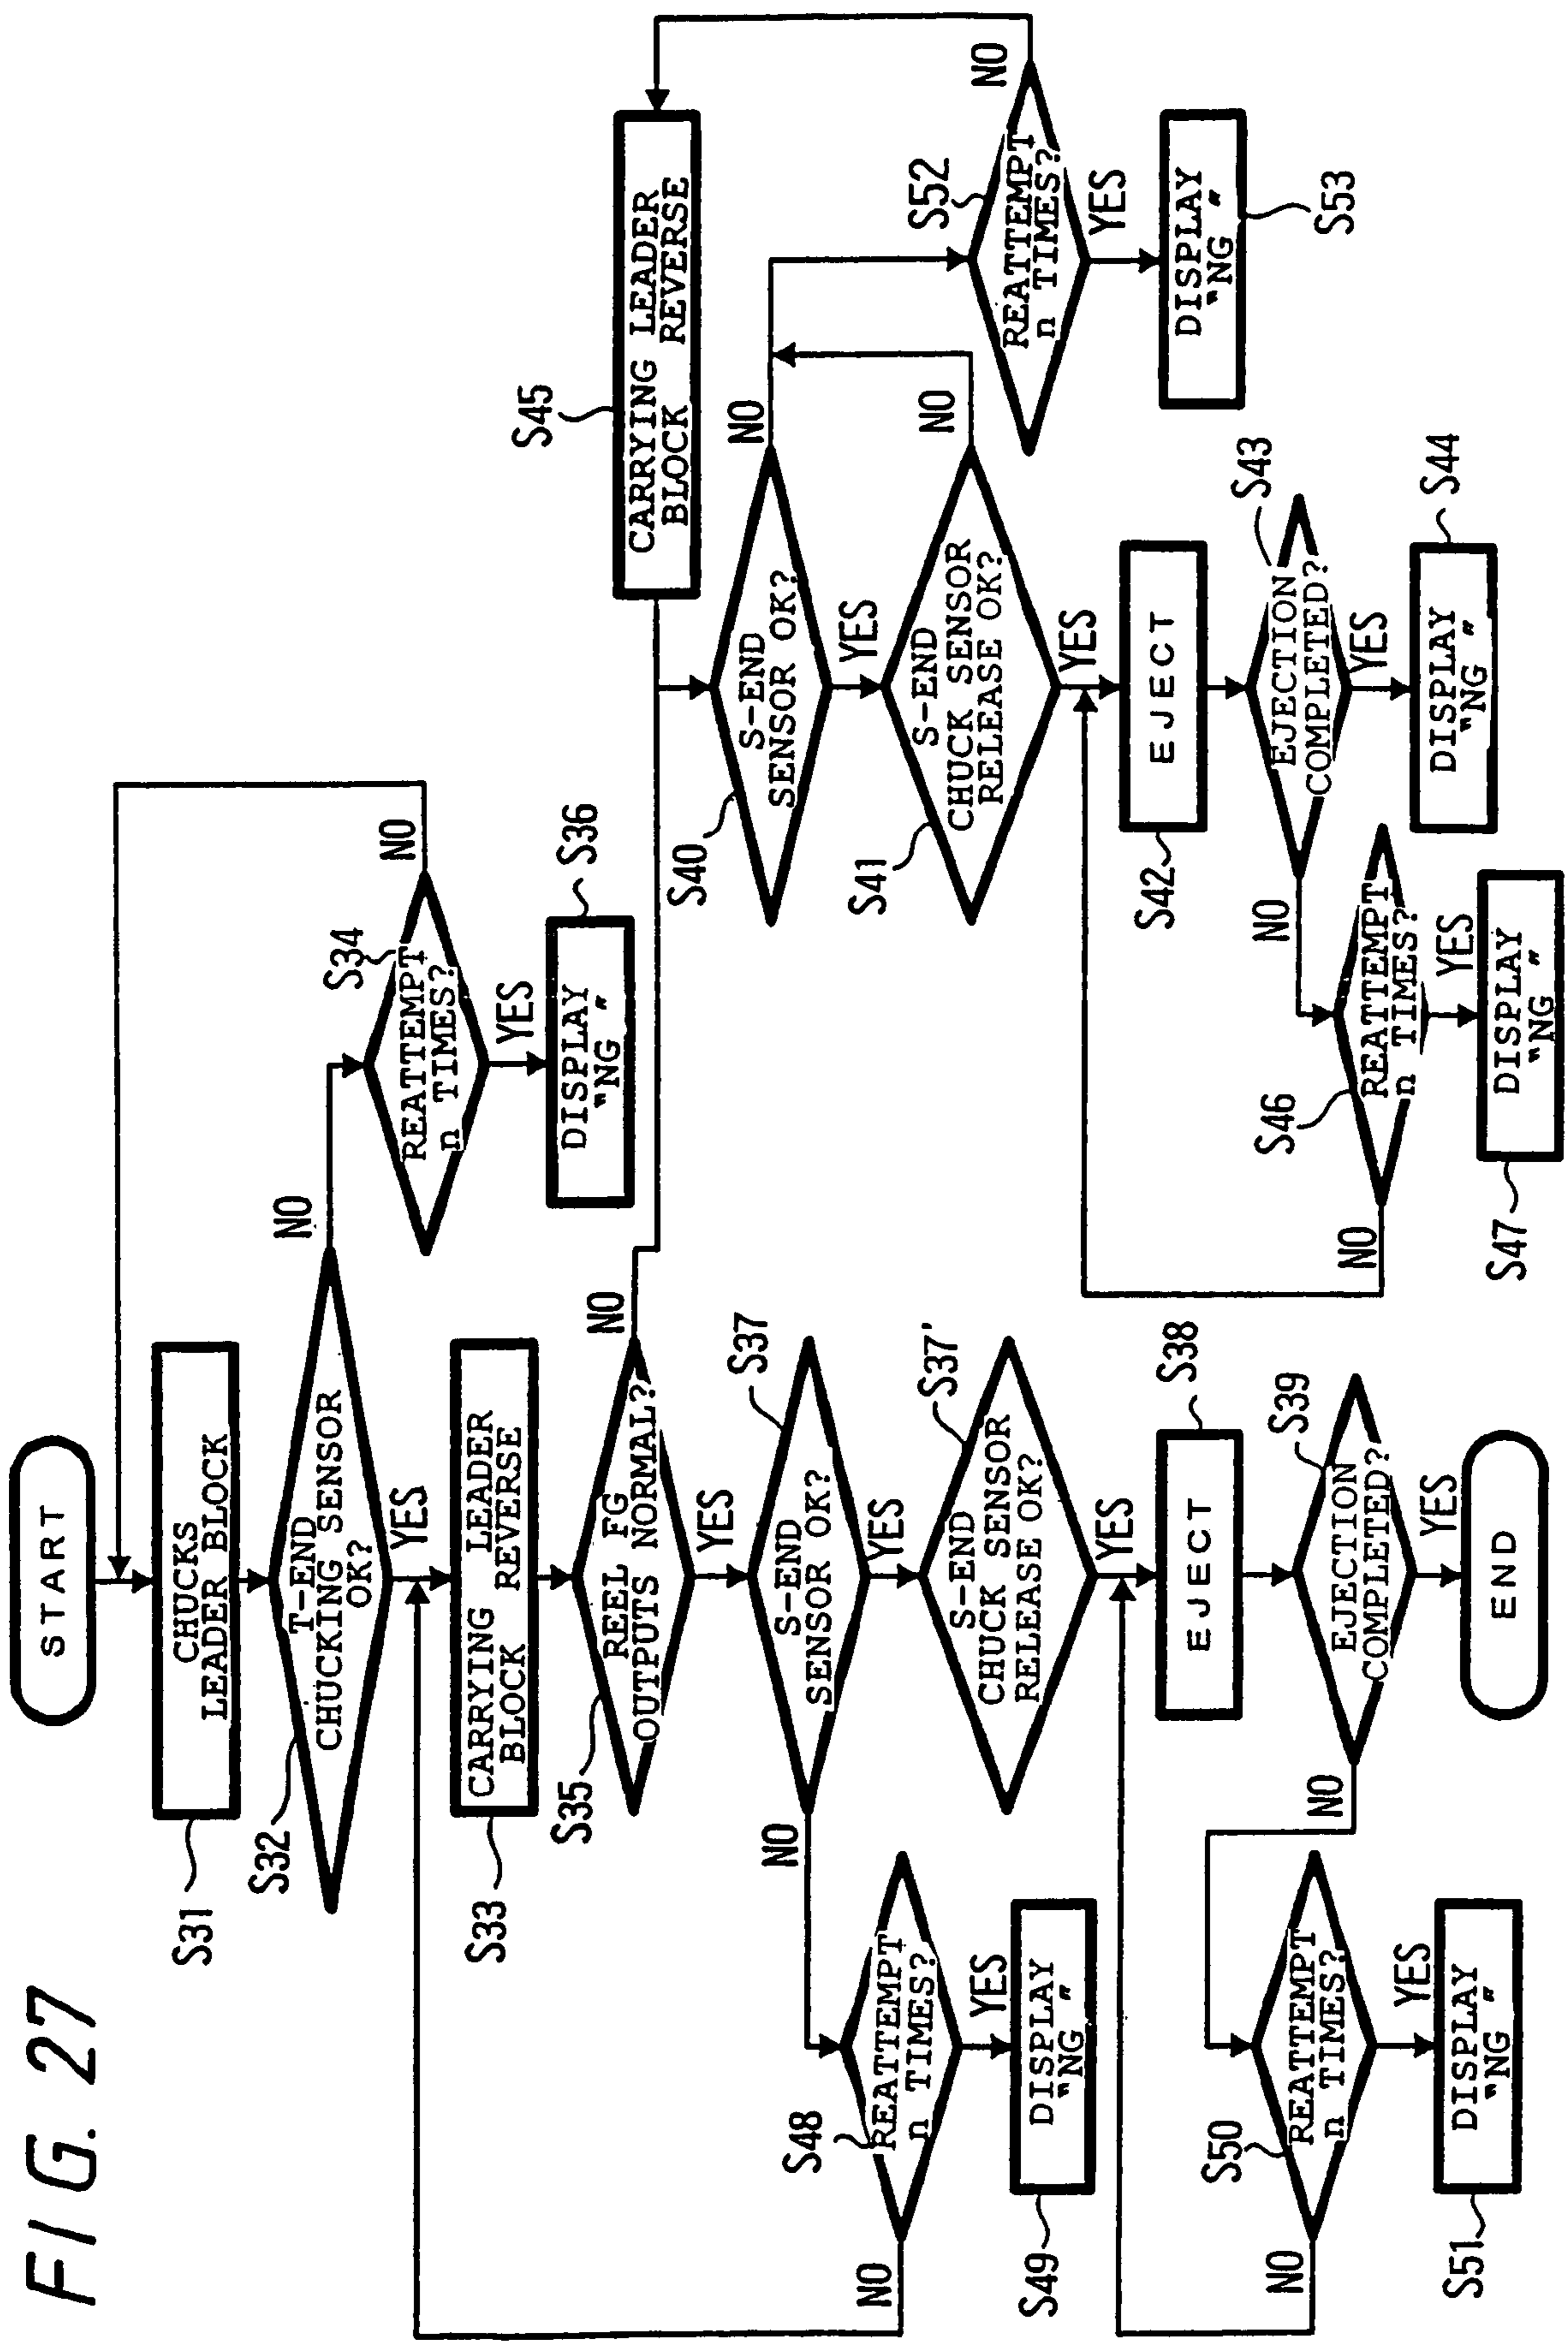 FIG. 27
START
CHUCKS
LEADER BLOCK
S31
T-END
CHUCKING SENSOR
OK?
S32
NO
YES
REATTEMPT
n TIMES?
S34
NO
YES
DISPLAY
"NG"
S36
CARRYING LEADER
BLOCK REVERSE
S33
REEL FG
OUTPUTS NORMAL?
S35
NO
YES
S-END
SENSOR OK?
S37
NO
YES
REATTEMPT
n TIMES?
S48
NO
YES
DISPLAY
"NG"
S49
S-END
CHUCK SENSOR
RELEASE OK?
S37'
YES
EJECT
S38
EJECTION
COMPLETED?
S39
NO
YES
REATTEMPT
n TIMES?
S50
NO
YES
DISPLAY
"NG"
S51
END
CARRYING LEADER
BLOCK REVERSE
S45
S-END
SENSOR OK?
S40
NO
YES
S-END
CHUCK SENSOR
RELEASE OK?
S41
NO
YES
REATTEMPT
n TIMES?
S52
NO
YES
DISPLAY
"NG"
S53
EJECT
S42
EJECTION
COMPLETED?
S43
NO
YES
DISPLAY
"NG"
S44
REATTEMPT
n TIMES?
S46
NO
YES
DISPLAY
"NG"
S47